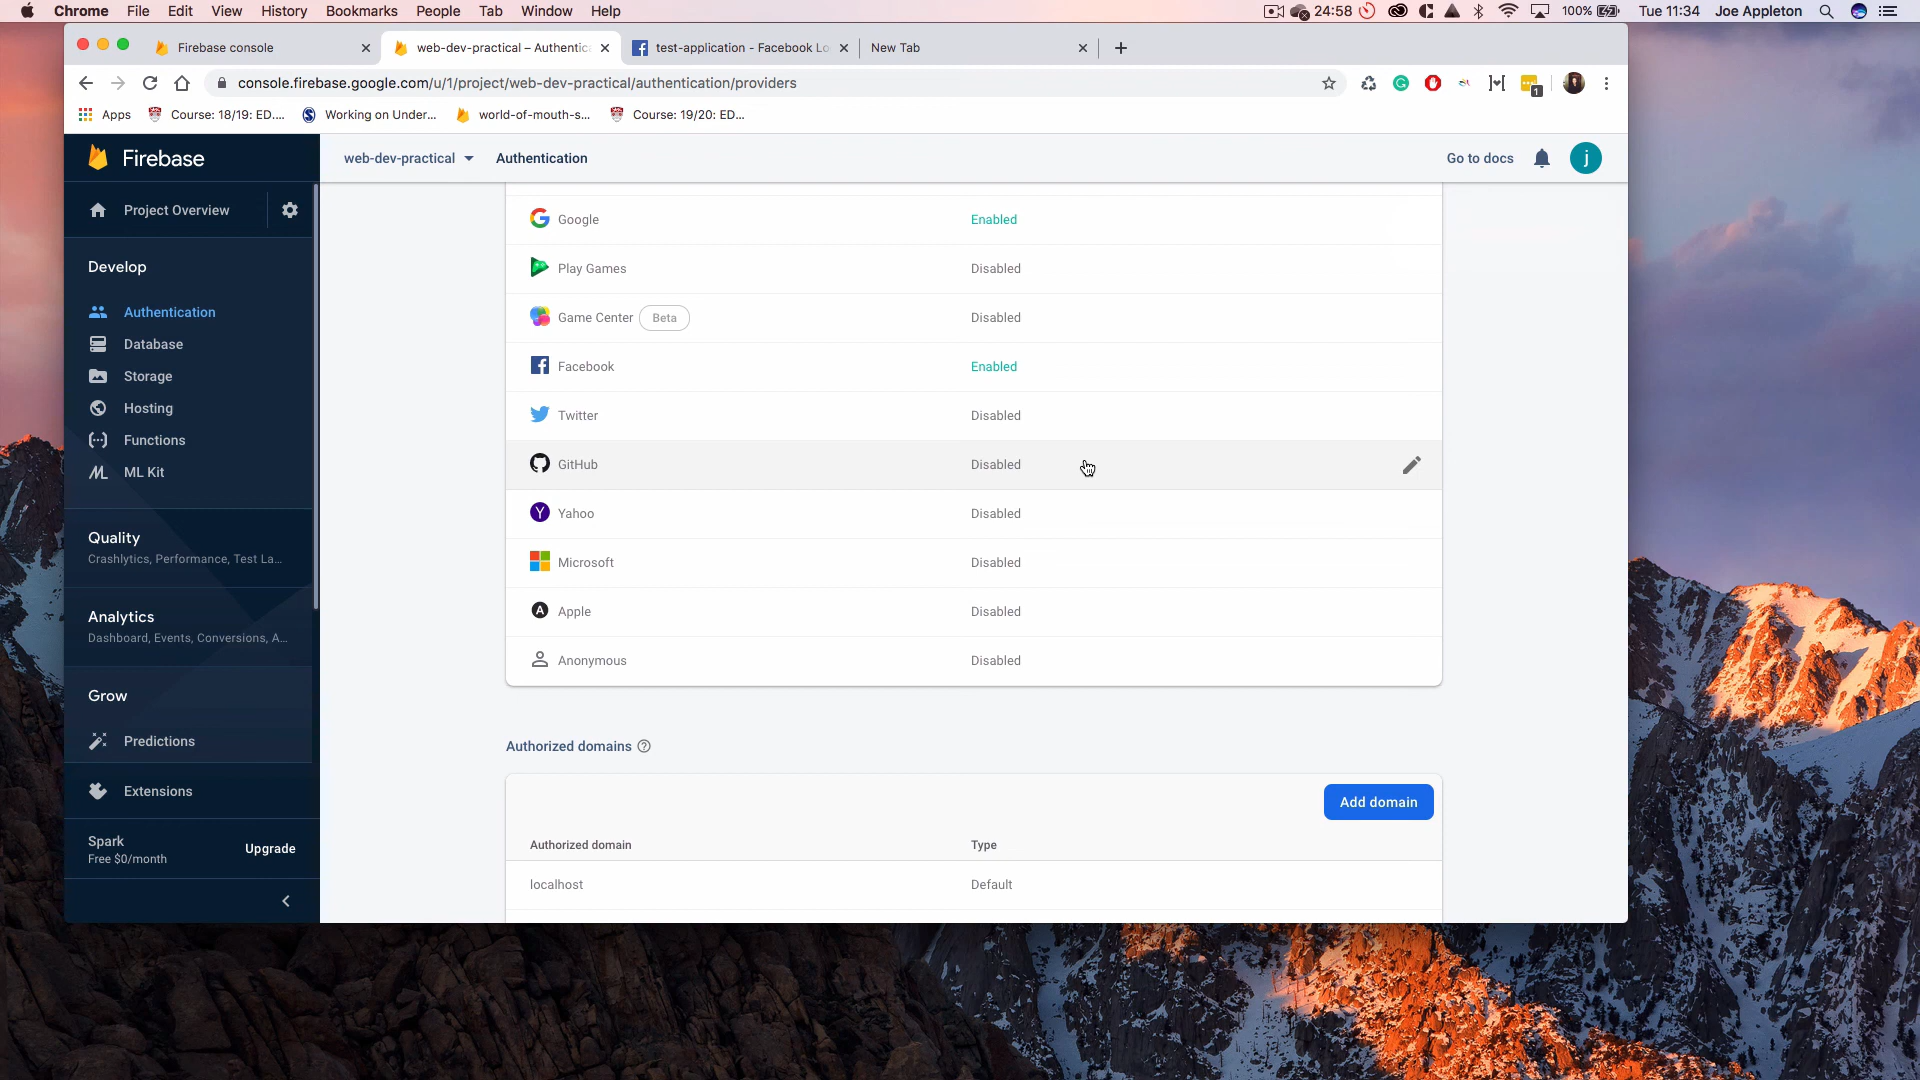 Chrome File Edit View History Bookmarks People Tab Window Help 24:58 100% Tue 11:34 Joe Appleton
Firebase console
web-dev-practical – Authentic
test-application - Facebook Lo
New Tab
console.firebase.google.com/u/1/project/web-dev-practical/authentication/providers
1
Apps
Course: 18/19: ED....
Working on Under...
world-of-mouth-s...
Course: 19/20: ED...
Firebase
web-dev-practical
Authentication
Go to docs
j
Project Overview
Develop
Authentication
Database
Storage
Hosting
Functions
ML Kit
Quality
Crashlytics, Performance, Test La...
Analytics
Dashboard, Events, Conversions, A...
Grow
Predictions
Extensions
Spark
Free $0/month
Upgrade
Google Enabled
Play Games Disabled
Game Center Beta Disabled
Facebook Enabled
Twitter Disabled
GitHub Disabled
Yahoo Disabled
Microsoft Disabled
Apple Disabled
Anonymous Disabled
Authorized domains
Add domain
Authorized domain Type
localhost Default